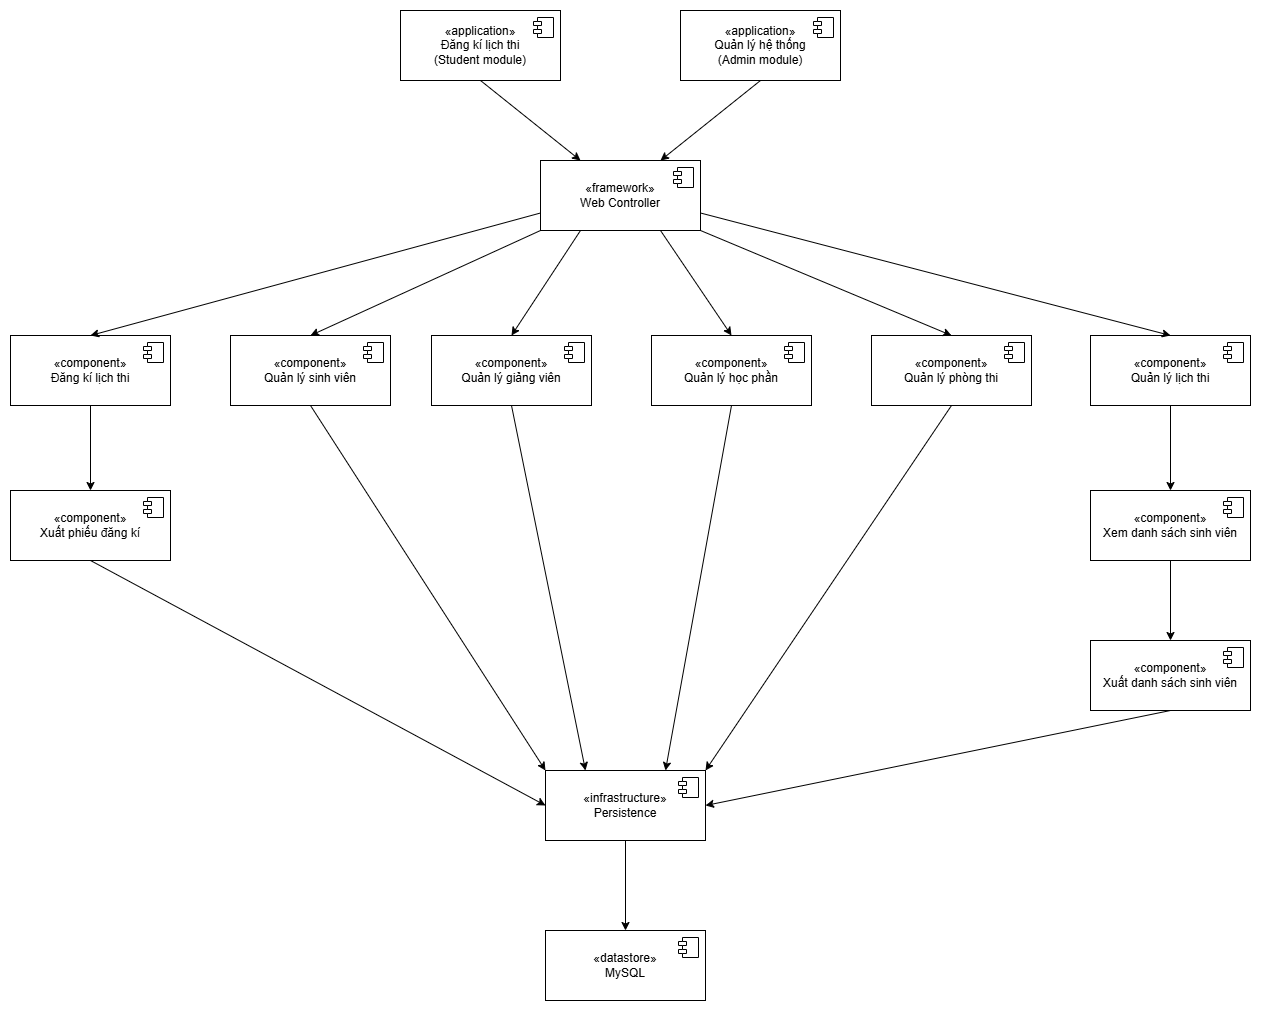 «application»
Đăng kí lịch thi
(Student module)
«application»
Quản lý hệ thống
(Admin module)
«framework»
Web Controller
«component»
Đăng kí lịch thi
«component»
Quản lý sinh viên
«component»
Quản lý giảng viên
«component»
Quản lý học phần
«component»
Quản lý phòng thi
«component»
Quản lý lịch thi
«component»
Xuất phiếu đăng kí
«component»
Xem danh sách sinh viên
«component»
Xuất danh sách sinh viên
«infrastructure»
Persistence
«datastore»
MySQL